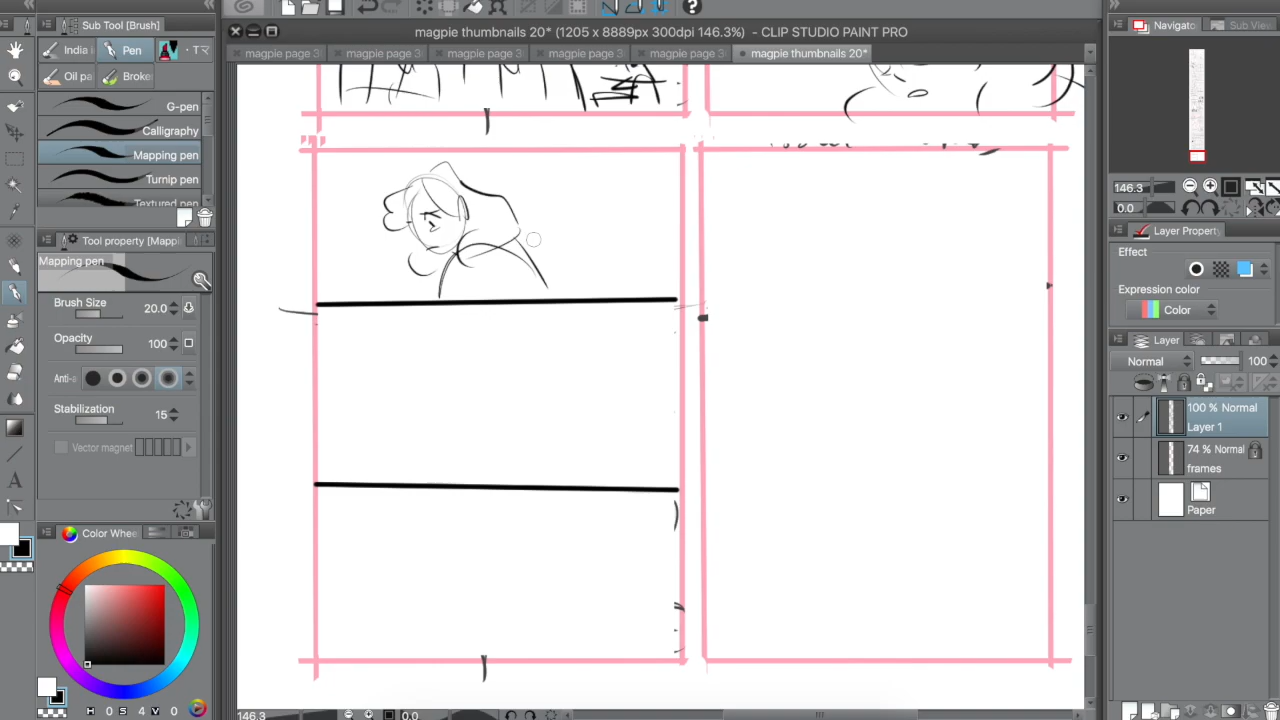 Sub Tool [Brush]
magpie thumbnails 20* (1205 x 8889px 300dpi 146.3%) - CLIP STUDIO PAINT PRO
Navigato
Sub View
magpie page 3
magpie page 3
magpie page 3
magpie page 3
magpie page 3
magpie thumbnails 20*
India
Pen
Oil pa
Broke
G-pen
Calligraphy
Mapping pen
Turnip pen
Textured pen
Tool property [Mappi
Mapping pen
Brush Size
20.0
Opacity
100
Anti-a
Stabilization
15
Vector magnet
Color Whee
H 0 S 4 V 0
146.3
0.0
146.3
0.0
Layer Propert
Effect
Expression color
Color
Layer
Normal
100
100 % Normal
Layer 1
74 % Normal
frames
Paper